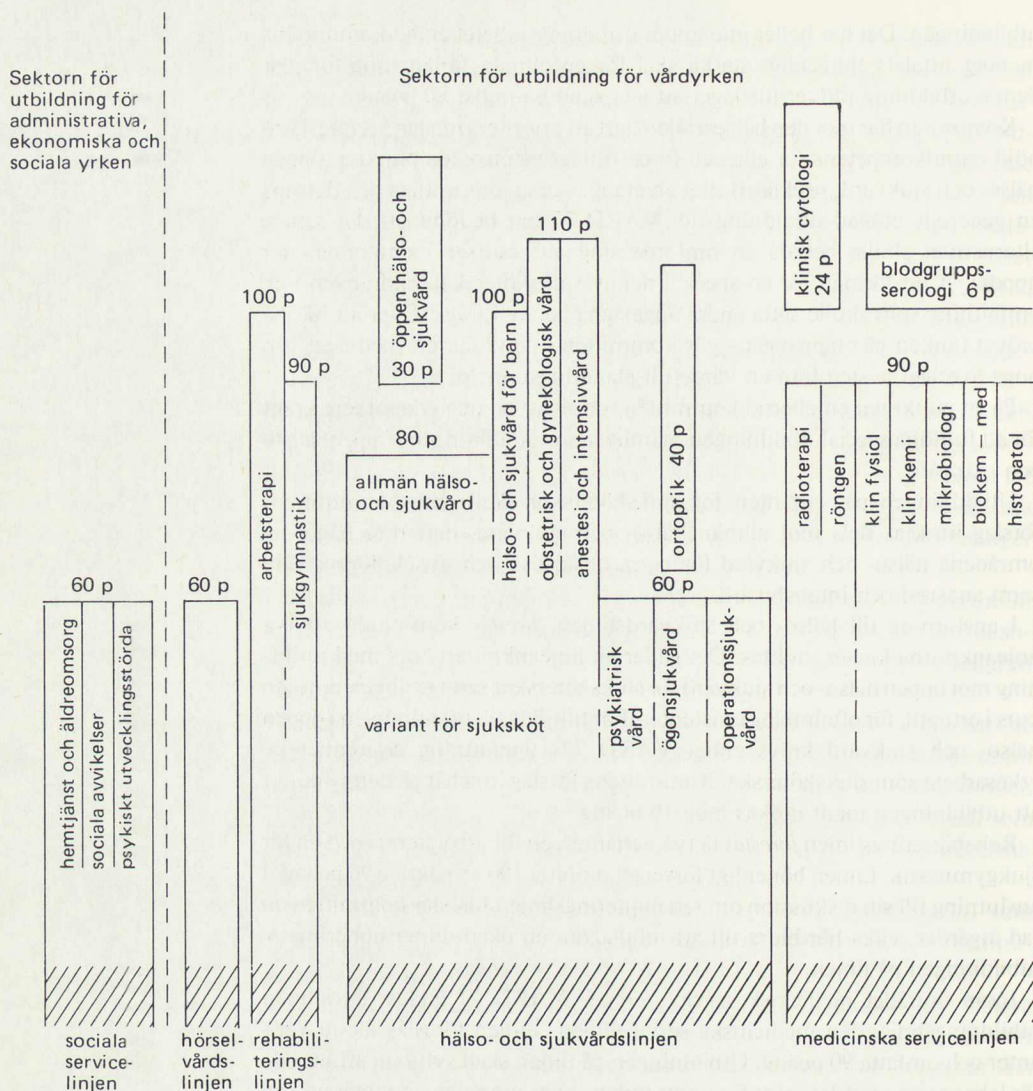 Sektorn för
utbildning för
administrativa,
ekonomiska och
sociala yrken
Sektorn för utbildning för vårdyrken
60 p
hemtjänst och äldreomsorg
sociala avvikelser
psykiskt utvecklingsstörda
60 p
100 p
90 p
arbetsterapi
sjukgymnastik
öppen hälso- och
sjukvård
30 p
80 p
allmän hälso-
och sjukvård
variant för sjuksköt
100 p
110 p
hälso- och sjukvård för barn
obstetrisk och gynekologisk vård
anestesi och intensivvård
ortoptik 40 p
60 p
psykiatrisk
vård
ögonsjukvård
operationssjuk-
vård
klinisk cytologi
24 p
blodgrupps-
serologi 6 p
90 p
radioterapi
röntgen
klin fysiol
klin kemi
mikrobiologi
biokem med
histopatol
sociala
service-
linjen
hörsel-
vårds-
linjen
rehabili-
terings-
linjen
hälso- och sjukvårdslinjen
medicinska servicelinjen